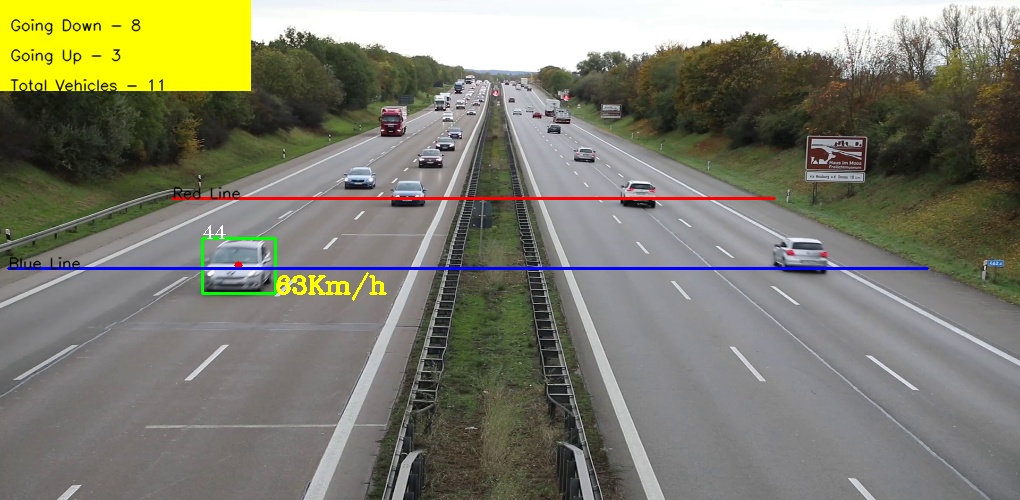 Going Down - 8
Going Up - 3
Total Vehicles - 11
Red Line
44
Blue Line
63Km/h